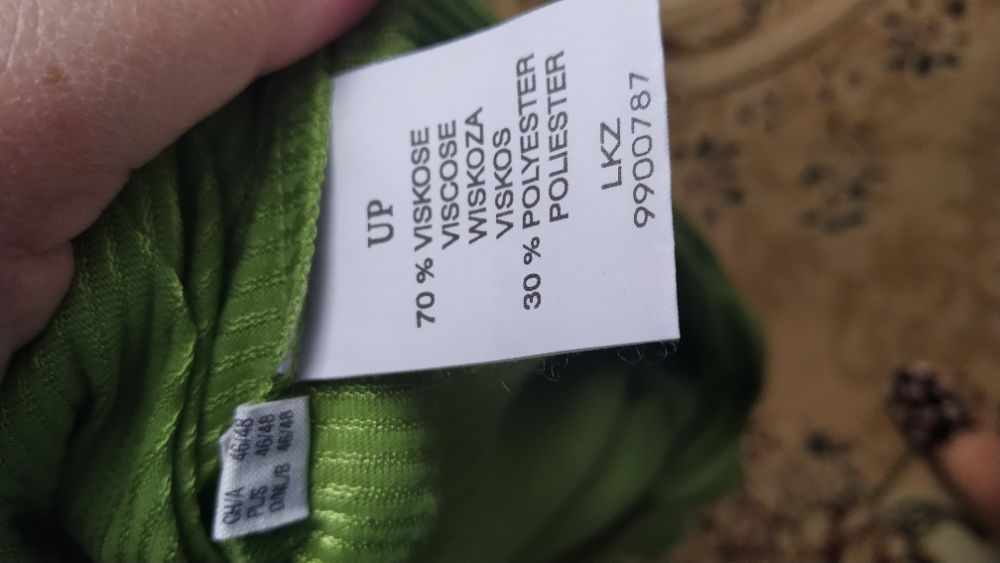 UP
70 % VISKOSE
VISCOSE
WISKOZA
VISKOS
30 % POLYESTER
POLIESTER
LKZ
9900787
CH/A 46/48
PL/S 46/48
D/NL/B 46/48